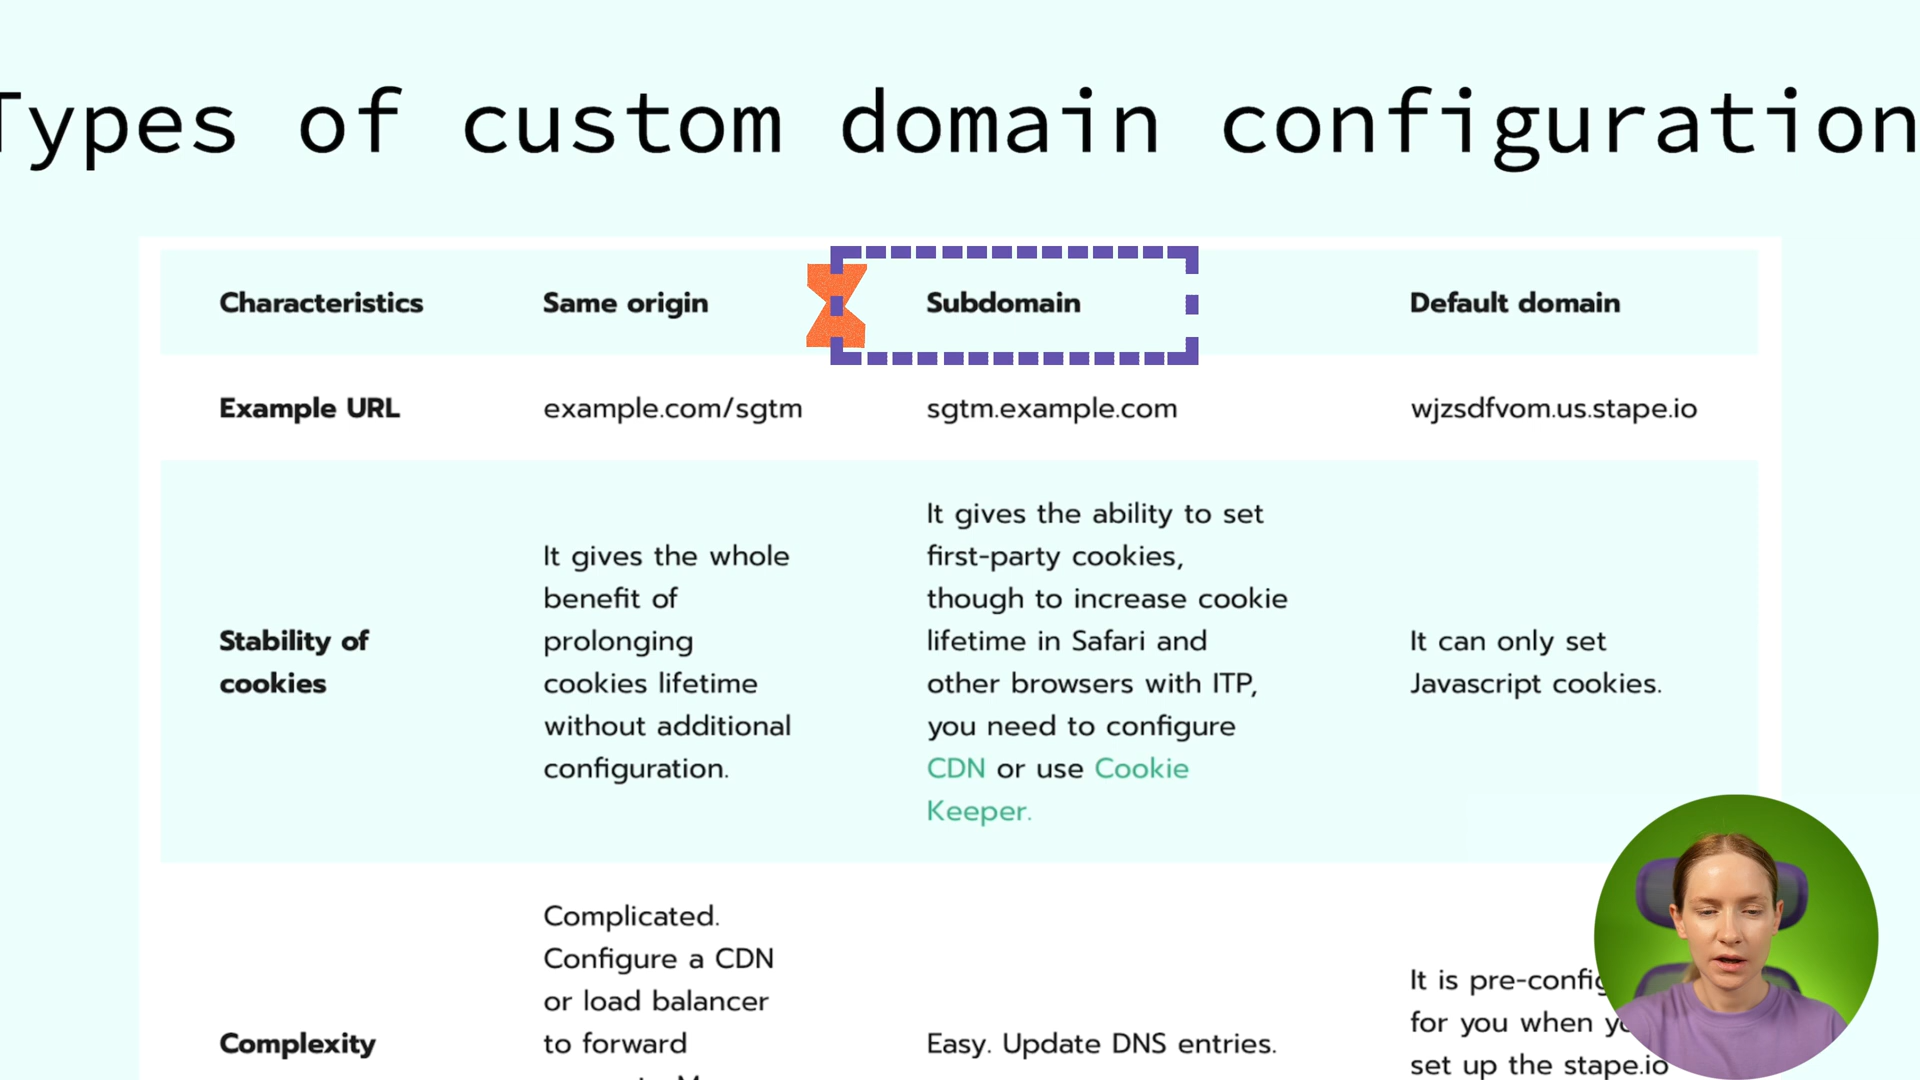 Types of custom domain configuration
Characteristics
Same origin
Subdomain
Default domain
Example URL
example.com/sgtm
sgtm.example.com
wjzsdfvom.us.stape.io
Stability of
cookies
It gives the whole
benefit of
prolonging
cookies lifetime
without additional
configuration.
It gives the ability to set
first-party cookies,
though to increase cookie
lifetime in Safari and
other browsers with ITP,
you need to configure
CDN or use Cookie
Keeper.
It can only set
Javascript cookies.
Complexity
Complicated.
Configure a CDN
or load balancer
to forward
Easy. Update DNS entries.
It is pre-config
for you when
set up the stape.io